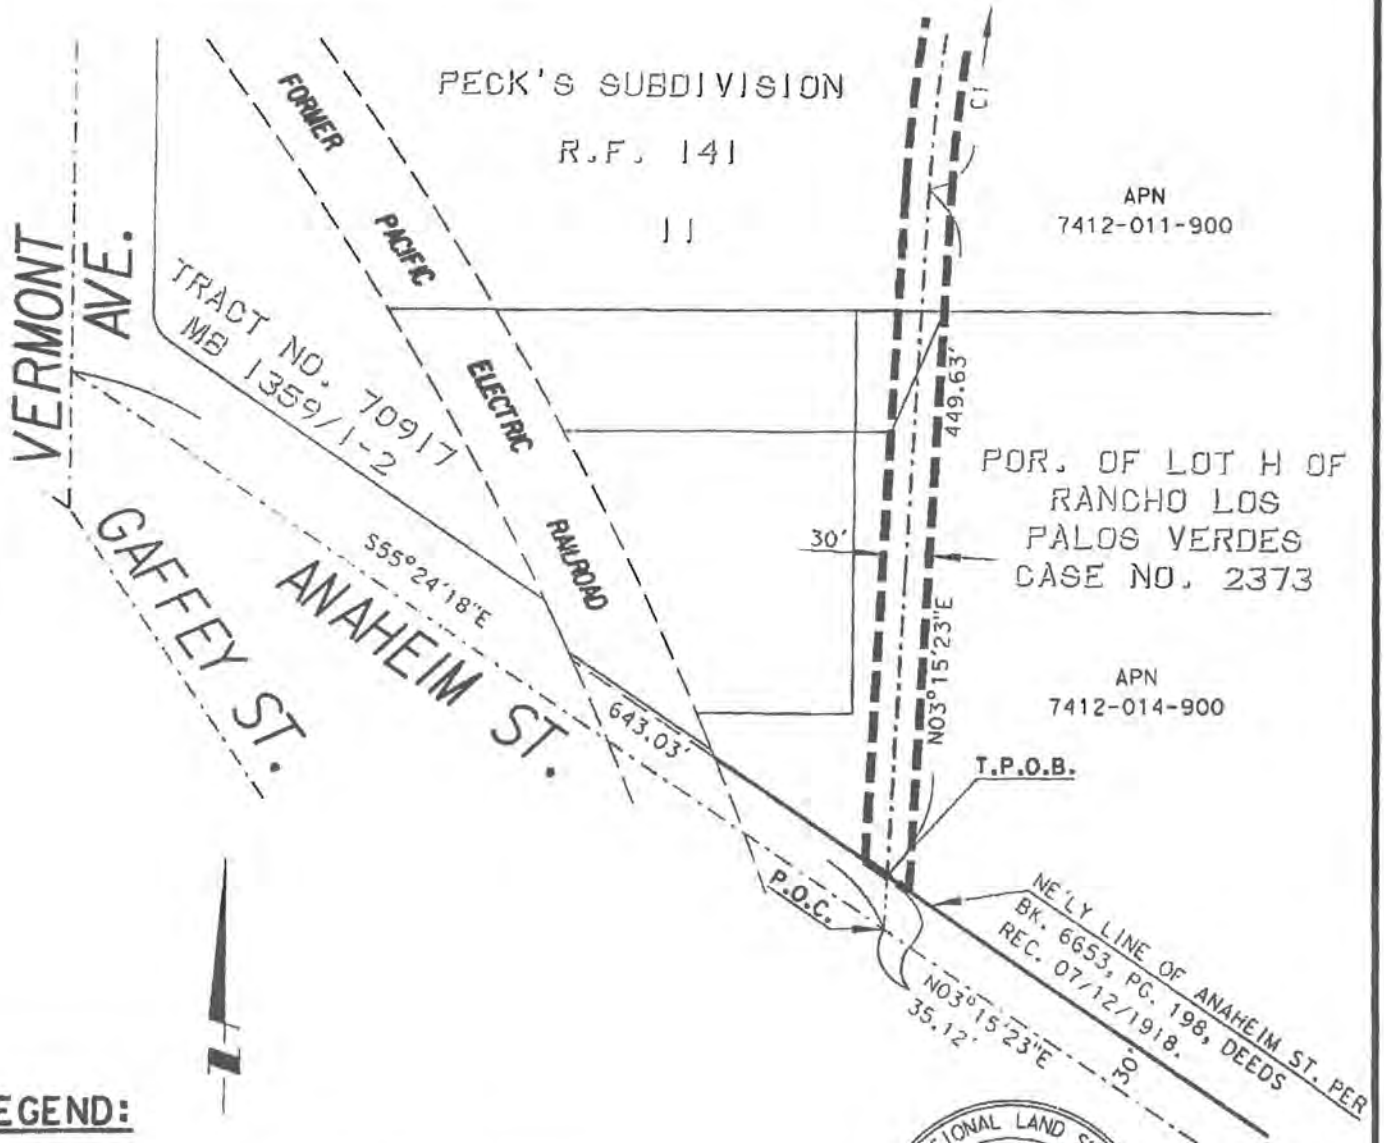 PECK'S SUBDIVISION
R.F. 141
11
FORMER
PACIFIC
ELECTRIC
RAILROAD
C1
APN
7412-011-900
VERMONT
AVE.
TRACT NO. 70917
MB 1359/1-2
449.63'
POR. OF LOT H OF
RANCHO LOS
PALOS VERDES
CASE NO. 2373
30'
N03°15'23"E
GAFFEY ST.
S55°24'18"E
ANAHEIM ST.
643.03'
APN
7412-014-900
T.P.O.B.
P.O.C.
NE'LY LINE OF ANAHEIM ST. PER
BK. 6653, PG. 198, DEEDS
REC. 07/12/1918.
N03°15'23"E
35.12'
30'
EGEND:
IONAL LAND S